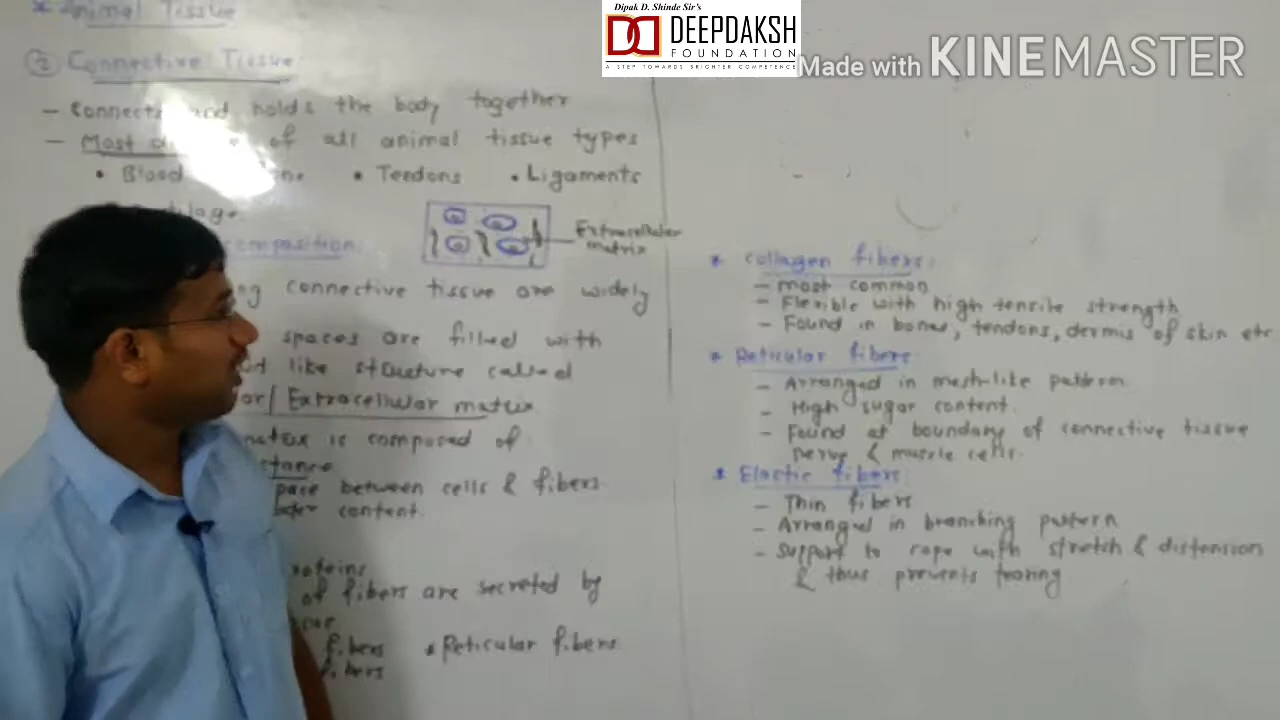 Dipak D. Shinde Sir's
DEEPDAKSH
FOUNDATION
A STEP TOWARDS BRIGHTER COMPETENCE
Made with KINEMASTER
* Animal Tissue
② Connective Tissue
- Connects and holds the body together
- Most of all animal tissue types
• Blood • Tendons • Ligaments
composition:
Extracellular
matrix
connective tissue are widely
spaces are filled with
like structure called
/ Extracellular matrix
matrix is composed of
space between cells & fibers
content.
of fibers are secreted by
fibers * Reticular fibers
fibers
* Collagen fibers:
- most common
- Flexible with high tensile strength
- Found in bones, tendons, dermis of skin etc
* Reticular fibers
- Arranged in mesh-like pattern
- High sugar content.
- Found at boundary of connective tissue
nerve & muscle cells.
* Elastic fibers:
- Thin fibers
- Arranged in branching pattern
- Support to cope with stretch & distension
& thus prevents tearing